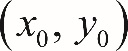 (x₀, y₀)